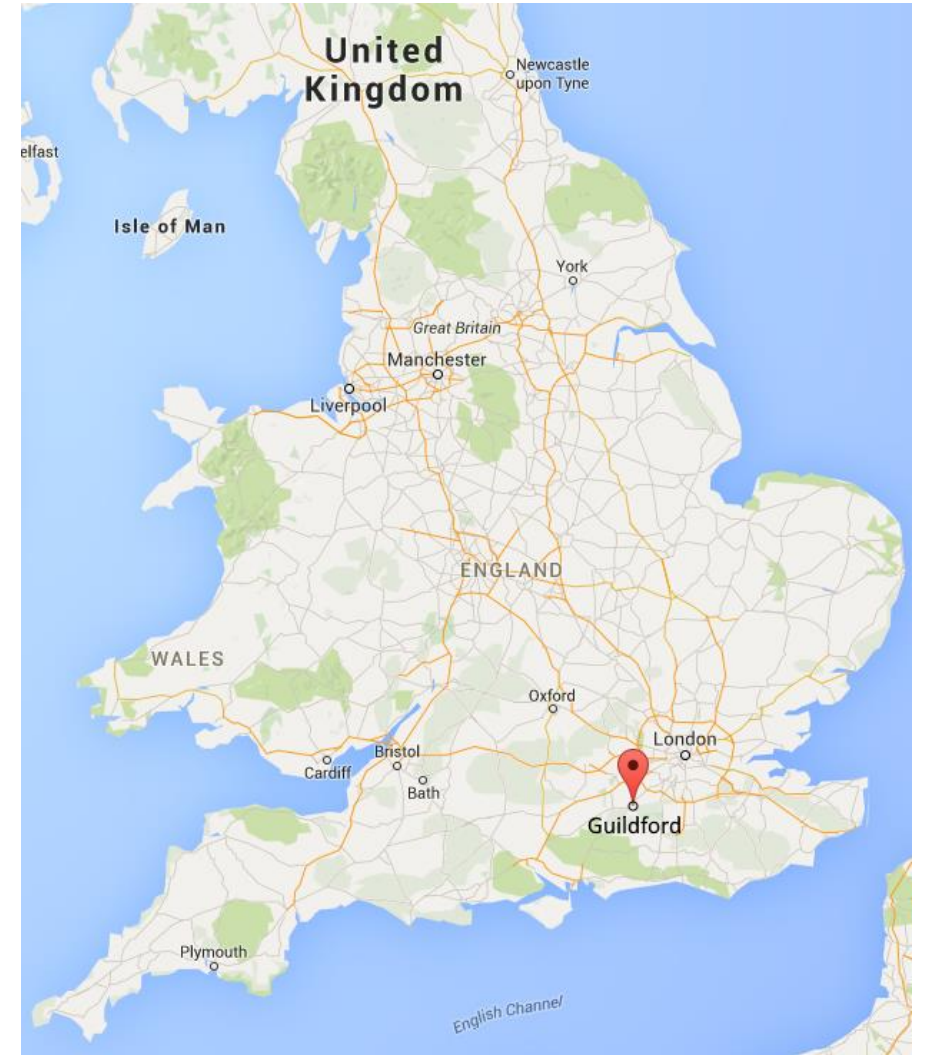 United
Kingdom
Newcastle
upon Tyne
elfast
Isle of Man
York
Great Britain
Manchester
Liverpool
ENGLAND
WALES
Oxford
London
Bristol
Cardiff
Bath
Guildford
Plymouth
English Channel